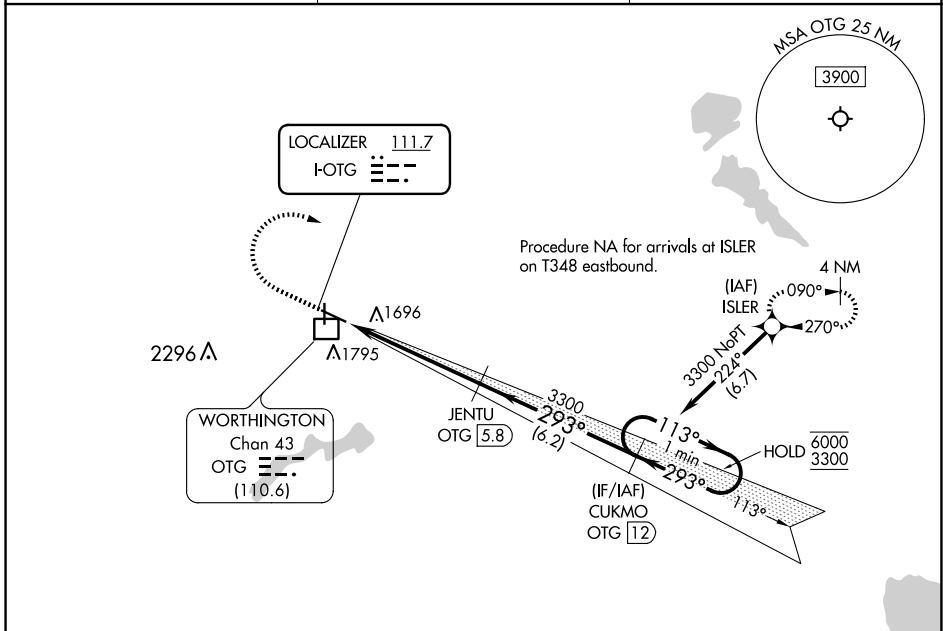 MSA OTG 25 NM
3900
LOCALIZER 111.7
I-OTG
Procedure NA for arrivals at ISLER
on T348 eastbound.
4 NM
(IAF)
ISLER
090°
270°
3300 NoPT
224°
(6.7)
1696
1795
2296
WORTHINGTON
Chan 43
OTG
(110.6)
JENTU
OTG 5.8
3300
293°
(6.2)
113°
1 min
293°
HOLD 6000
3300
113°
(IF/IAF)
CUKMO
OTG 12